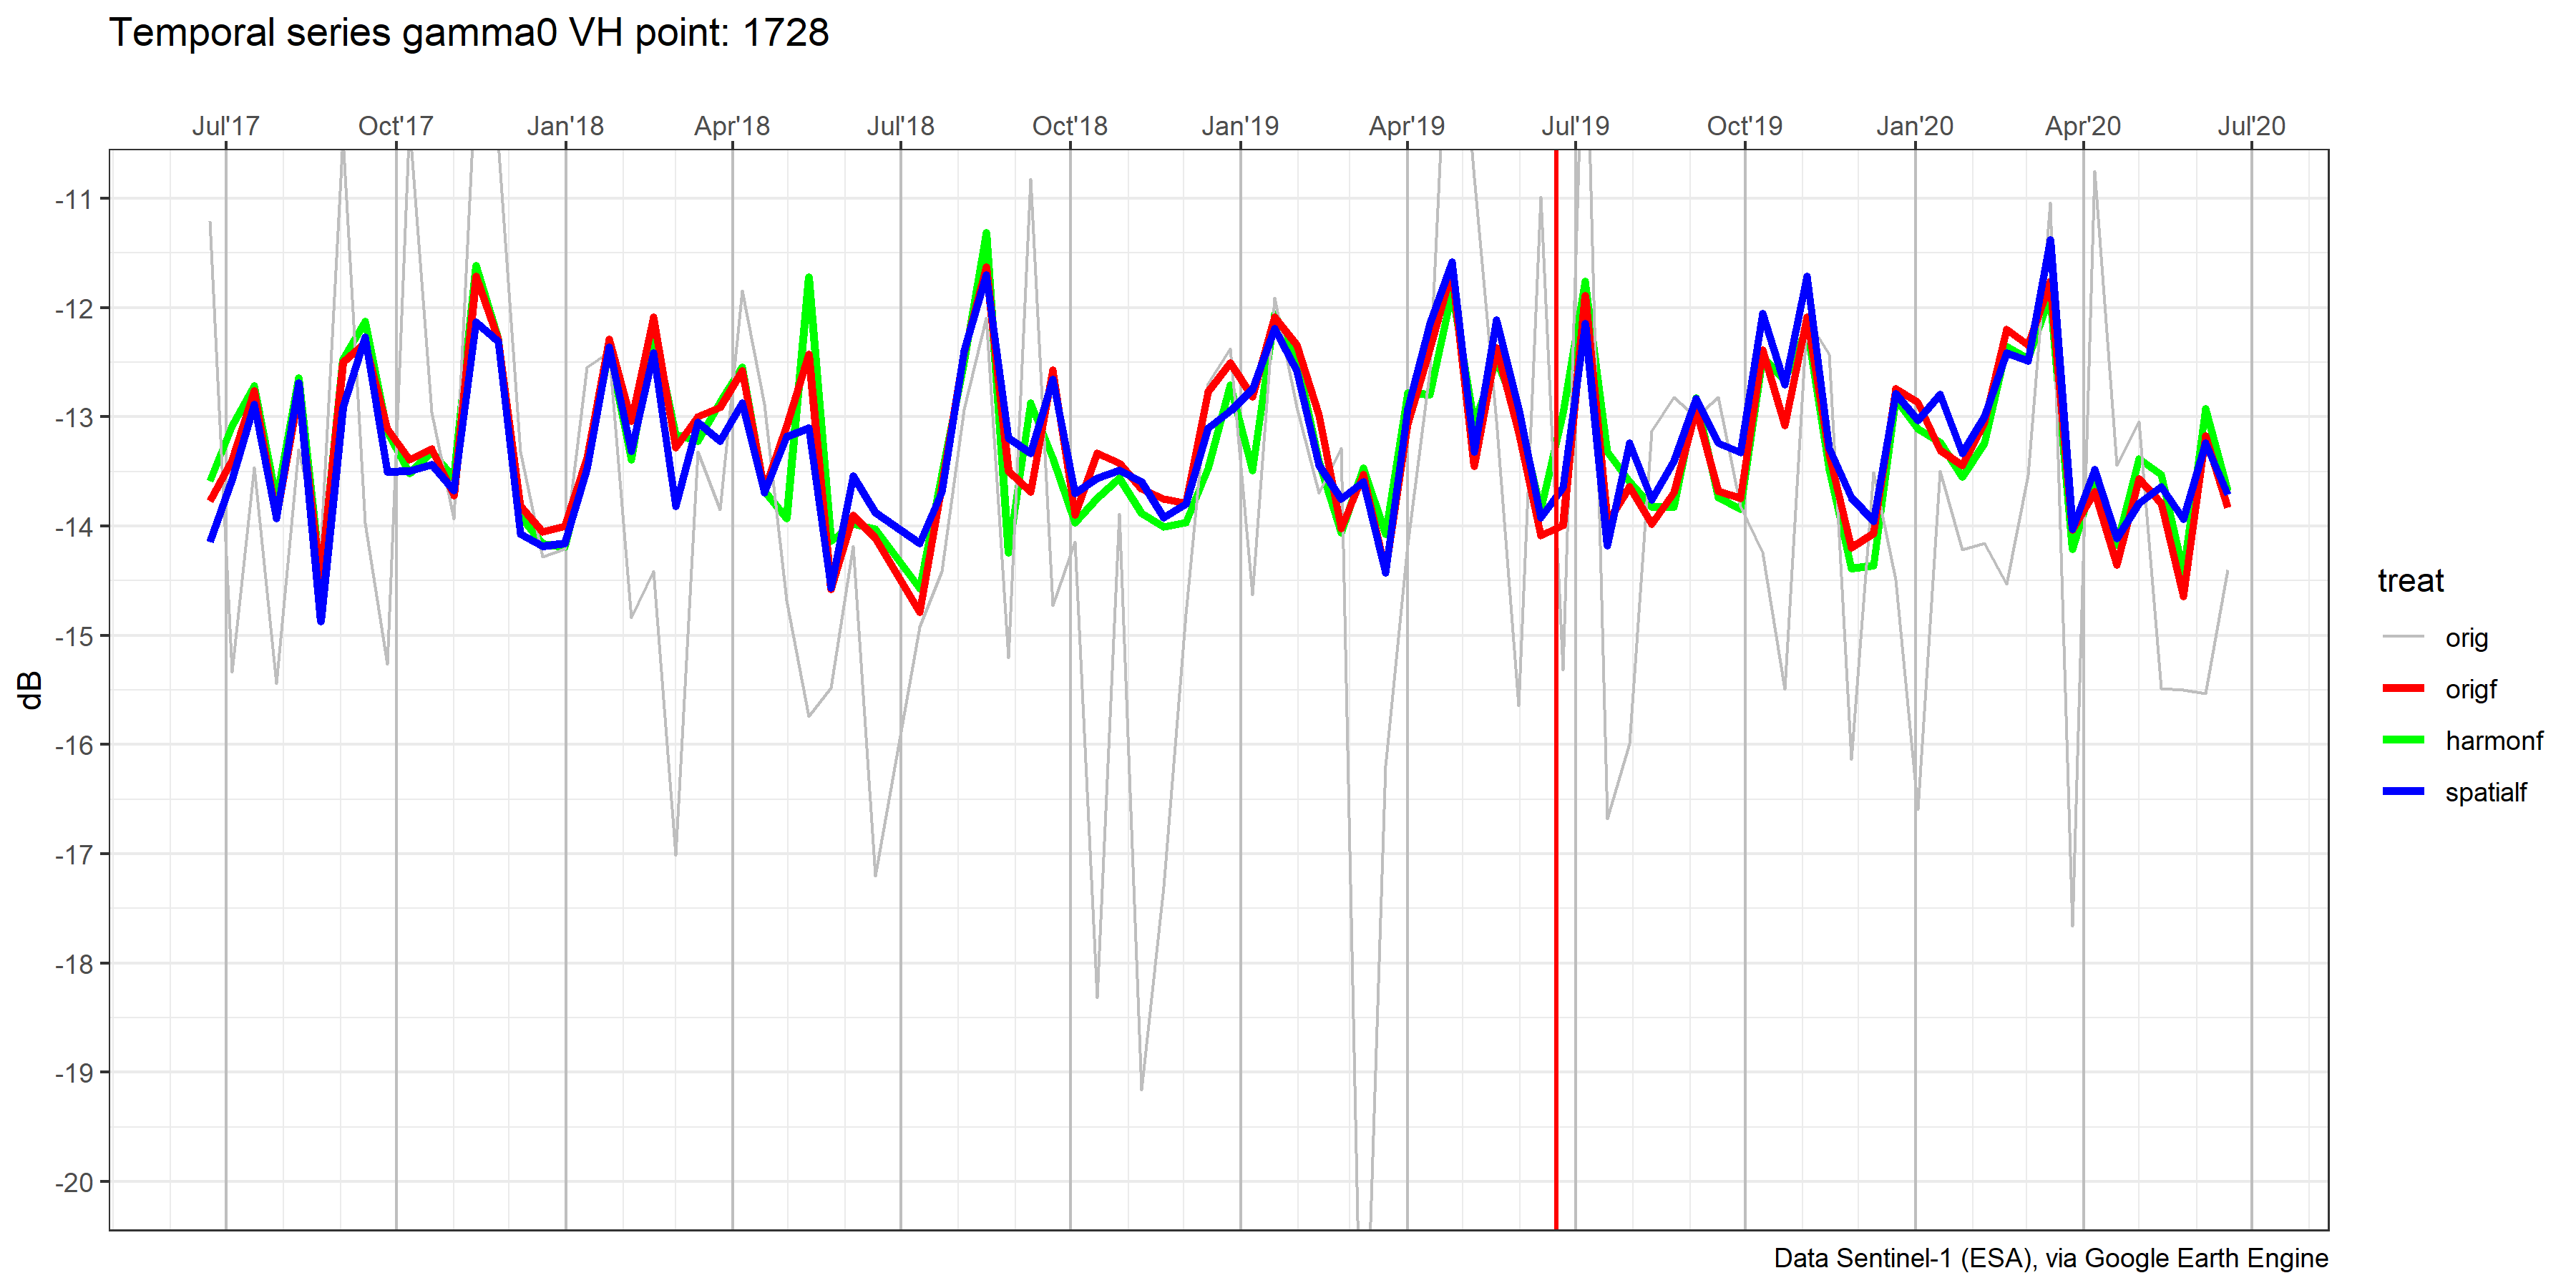 Temporal series gamma0 VH point: 1728
Jul'17 Oct'17 Jan'18 Apr'18 Jul'18 Oct'18 Jan'19 Apr'19 Jul'19 Oct'19 Jan'20 Apr'20 Jul'20
-11
-12
-13
-14
-15
-16
-17
-18
-19
-20
dB
treat
orig
origf
harmonf
spatialf
Data Sentinel-1 (ESA), via Google Earth Engine